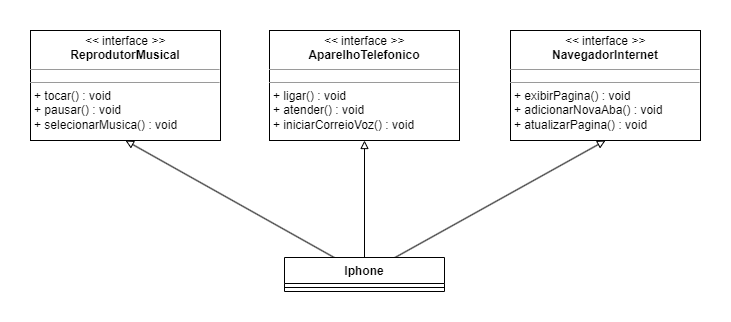 << interface >>
ReprodutorMusical
+ tocar() : void
+ pausar() : void
+ selecionarMusica() : void
<< interface >>
AparelhoTelefonico
+ ligar() : void
+ atender() : void
+ iniciarCorreioVoz() : void
<< interface >>
NavegadorInternet
+ exibirPagina() : void
+ adicionarNovaAba() : void
+ atualizarPagina() : void
Iphone